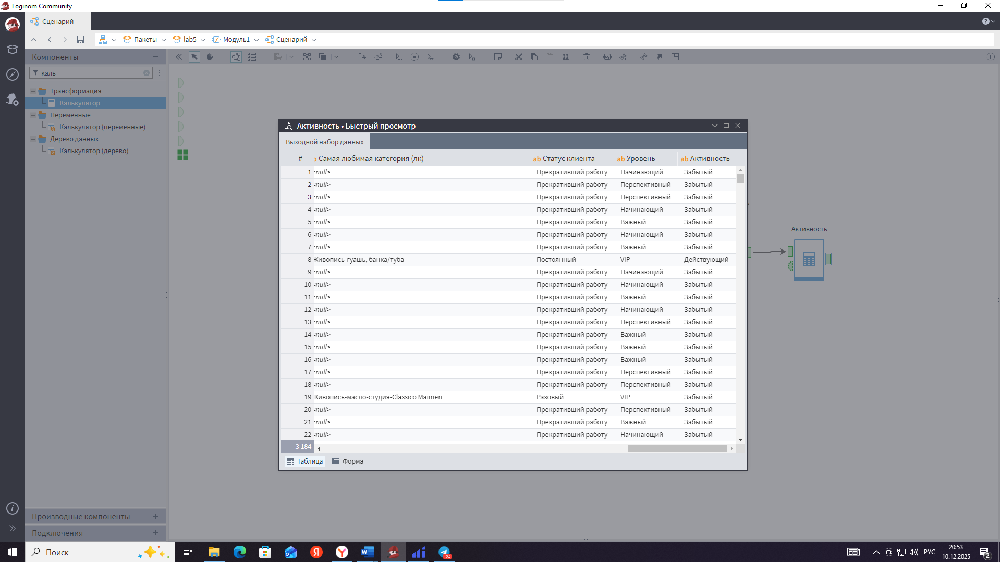 Loginom Community
Сценарий
Пакеты
lab5
Модуль1
Сценарий
Компоненты
каль
Трансформация
Калькулятор
Переменные
Калькулятор (переменные)
Дерево данных
Калькулятор (дерево)
Активность
Активность • Быстрый просмотр
Выходной набор данных
# Самая любимая категория (лк) ab Статус клиента ab Уровень ab Активность
1 <null> Прекративший работу Начинающий Забытый
2 <null> Прекративший работу Перспективный Забытый
3 <null> Прекративший работу Перспективный Забытый
4 <null> Прекративший работу Начинающий Забытый
5 <null> Прекративший работу Важный Забытый
6 <null> Прекративший работу Начинающий Забытый
7 <null> Прекративший работу Важный Забытый
8 Живопись-гуашь, банка/туба Постоянный VIP Действующий
9 <null> Прекративший работу Начинающий Забытый
10 <null> Прекративший работу Начинающий Забытый
11 <null> Прекративший работу Важный Забытый
12 <null> Прекративший работу Начинающий Забытый
13 <null> Прекративший работу Перспективный Забытый
14 <null> Прекративший работу Важный Забытый
15 <null> Прекративший работу Важный Забытый
16 <null> Прекративший работу Важный Забытый
17 <null> Прекративший работу Перспективный Забытый
18 <null> Прекративший работу Перспективный Забытый
19 Живопись-масло-студия-Classico Maimeri Разовый VIP Забытый
20 <null> Прекративший работу Перспективный Забытый
21 <null> Прекративший работу Важный Забытый
22 <null> Прекративший работу Начинающий Забытый
3 184
Таблица Форма
Производные компоненты
Подключения
Поиск
24
РУС
20:53
10.12.2025
2